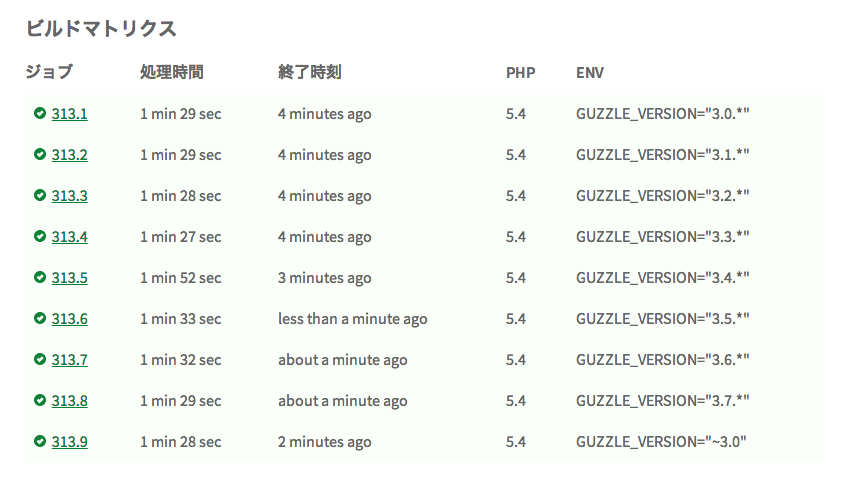 ビルドマトリクス
ジョブ 処理時間 終了時刻 PHP ENV
313.1 1 min 29 sec 4 minutes ago 5.4 GUZZLE_VERSION="3.0.*"
313.2 1 min 29 sec 4 minutes ago 5.4 GUZZLE_VERSION="3.1.*"
313.3 1 min 28 sec 4 minutes ago 5.4 GUZZLE_VERSION="3.2.*"
313.4 1 min 27 sec 4 minutes ago 5.4 GUZZLE_VERSION="3.3.*"
313.5 1 min 52 sec 3 minutes ago 5.4 GUZZLE_VERSION="3.4.*"
313.6 1 min 33 sec less than a minute ago 5.4 GUZZLE_VERSION="3.5.*"
313.7 1 min 32 sec about a minute ago 5.4 GUZZLE_VERSION="3.6.*"
313.8 1 min 29 sec about a minute ago 5.4 GUZZLE_VERSION="3.7.*"
313.9 1 min 28 sec 2 minutes ago 5.4 GUZZLE_VERSION="~3.0"